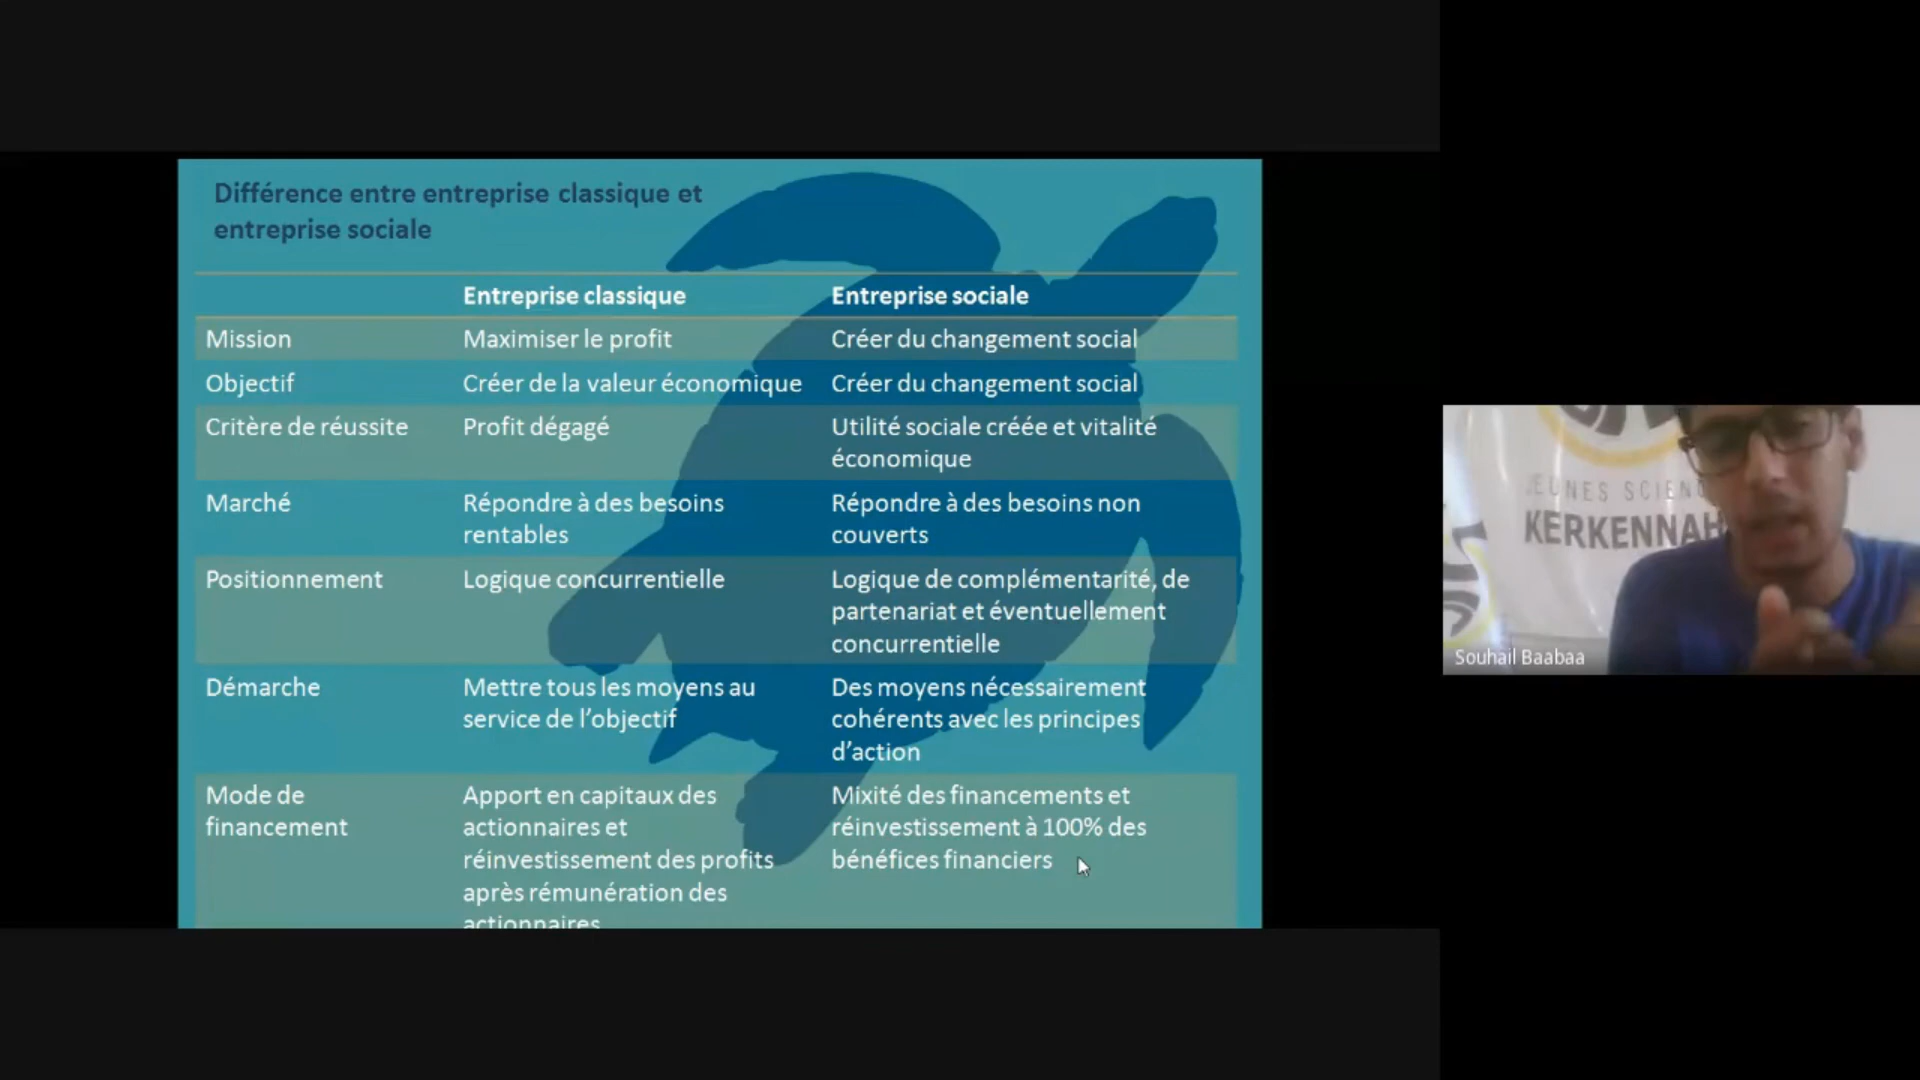 Différence entre entreprise classique et
entreprise sociale
Entreprise classique Entreprise sociale
Mission Maximiser le profit Créer du changement social
Objectif Créer de la valeur économique Créer du changement social
Critère de réussite Profit dégagé Utilité sociale créée et vitalité
économique
Marché Répondre à des besoins Répondre à des besoins non
rentables couverts
Positionnement Logique concurrentielle Logique de complémentarité, de
partenariat et éventuellement
concurrentielle
Démarche Mettre tous les moyens au Des moyens nécessairement
service de l’objectif cohérents avec les principes
d’action
Mode de Apport en capitaux des Mixité des financements et
financement actionnaires et réinvestissement à 100% des
réinvestissement des profits bénéfices financiers
après rémunération des
actionnaires
JEUNES SCIEN
KERKENNAH
Souhail Baabaa